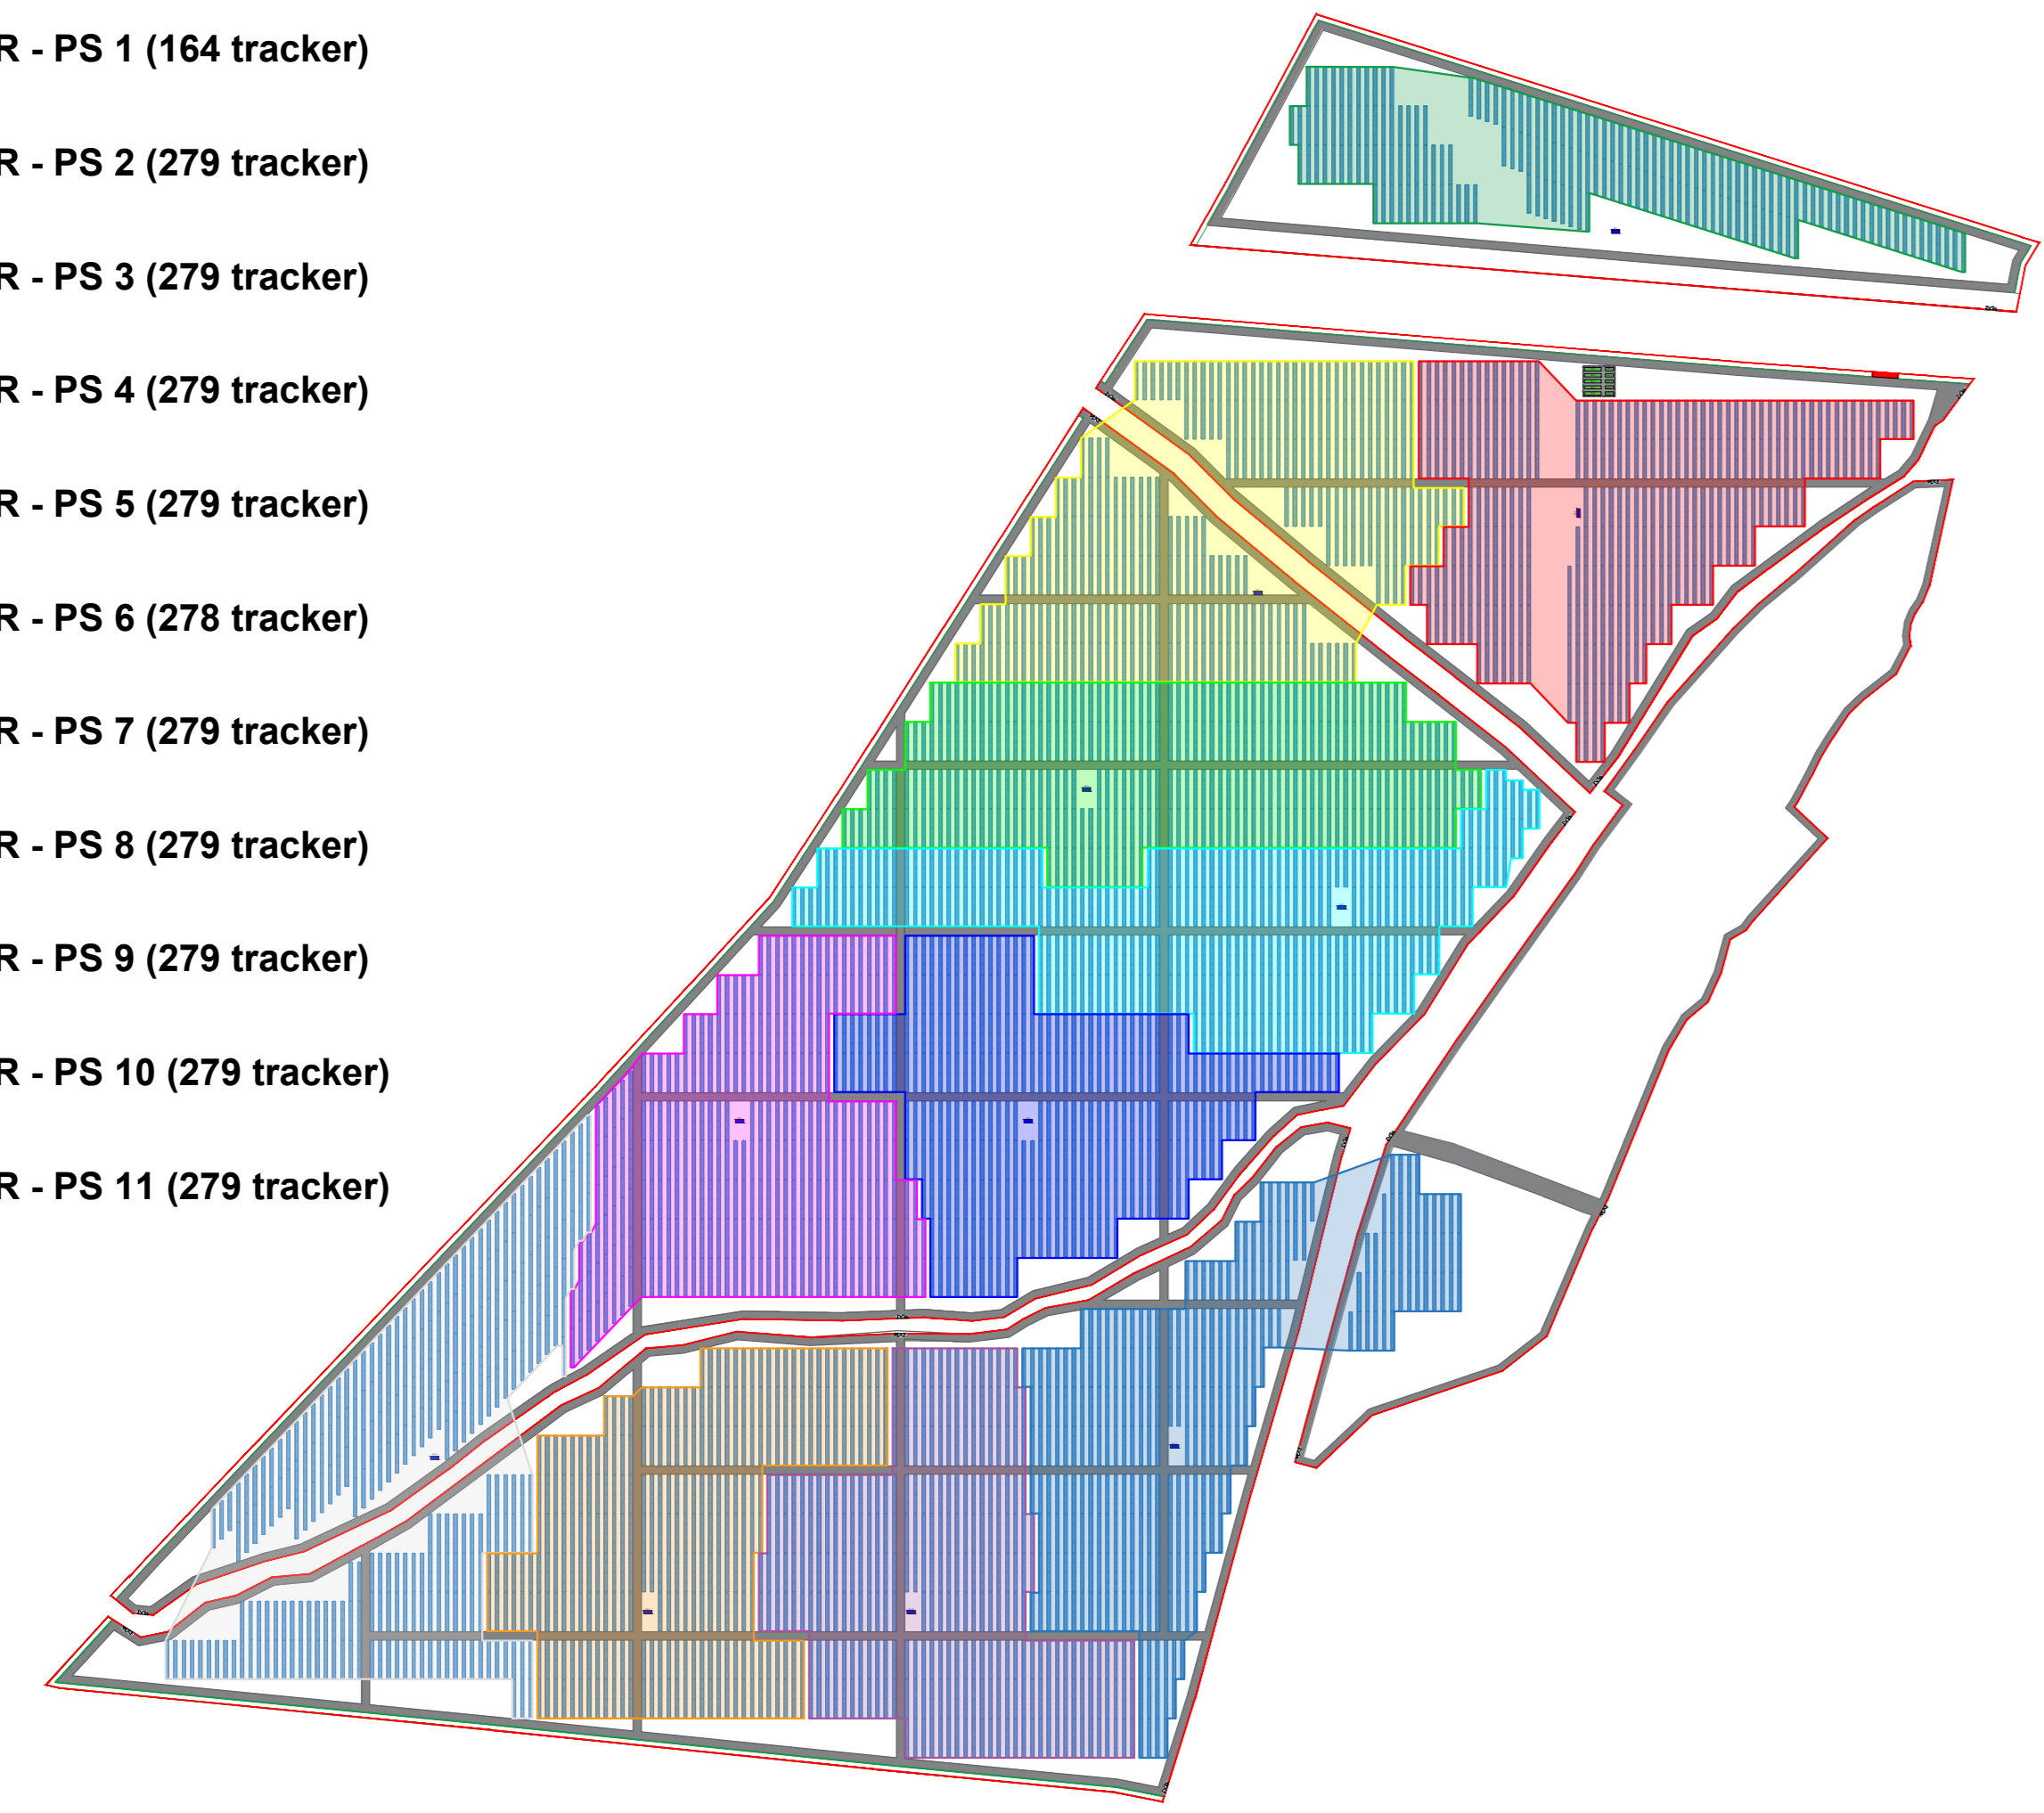 R - PS 1 (164 tracker)
R - PS 2 (279 tracker)
R - PS 3 (279 tracker)
R - PS 4 (279 tracker)
R - PS 5 (279 tracker)
R - PS 6 (278 tracker)
R - PS 7 (279 tracker)
R - PS 8 (279 tracker)
R - PS 9 (279 tracker)
R - PS 10 (279 tracker)
R - PS 11 (279 tracker)